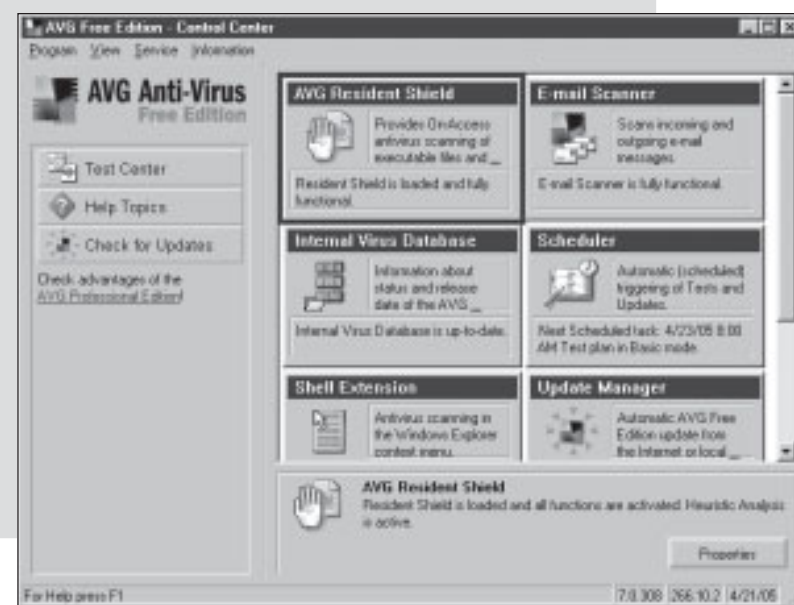 AVG Free Edition - Control Center
Program View Service Information
AVG Anti-Virus
Free Edition
Test Center
Help Topics
Check for Updates
Check advantages of the
AVG Professional Edition!
AVG Resident Shield
Provides On-Access
antivirus scanning of
executable files and ...
Resident Shield is loaded and fully
functional.
E-mail Scanner
Scans incoming and
outgoing e-mail
messages.
E-mail Scanner is fully functional.
Internal Virus Database
Information about
status and release
date of the AVG ...
Internal Virus Database is up-to-date.
Scheduler
Automatic (scheduled)
triggering of Tests and
Updates.
Next Scheduled task: 4/23/05 8:00
AM Test plan in Basic mode.
Shell Extension
Antivirus scanning in
the Windows Explorer
context menu.
Update Manager
Automatic AVG Free
Edition update from
the Internet or local ...
AVG Resident Shield
Resident Shield is loaded and all functions are activated. Heuristic Analysis
is active.
Properties
For Help press F1
7.0.308 266.10.2 4/21/05